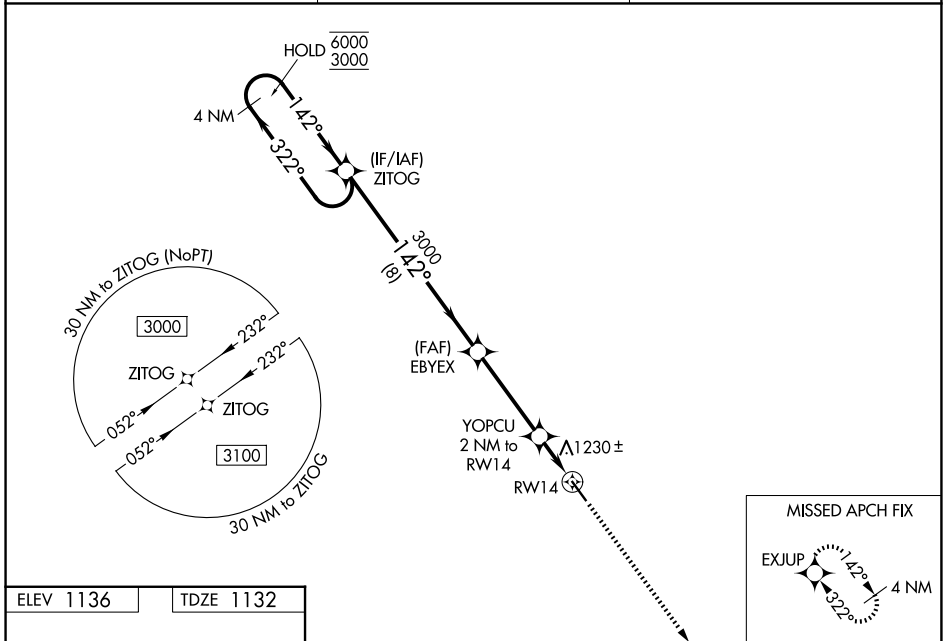 HOLD 6000
3000
4 NM
142°
322°
(IF/IAF)
ZITOG
3000
142°
(8)
30 NM to ZITOG (NoPT)
3000
232°
ZITOG
052°
232°
ZITOG
052°
3100
30 NM to ZITOG
(FAF)
EBYEX
YOPCU
2 NM to
RW14
1230 ±
RW14
MISSED APCH FIX
EXJUP
142°
322°
4 NM
ELEV 1136
TDZE 1132